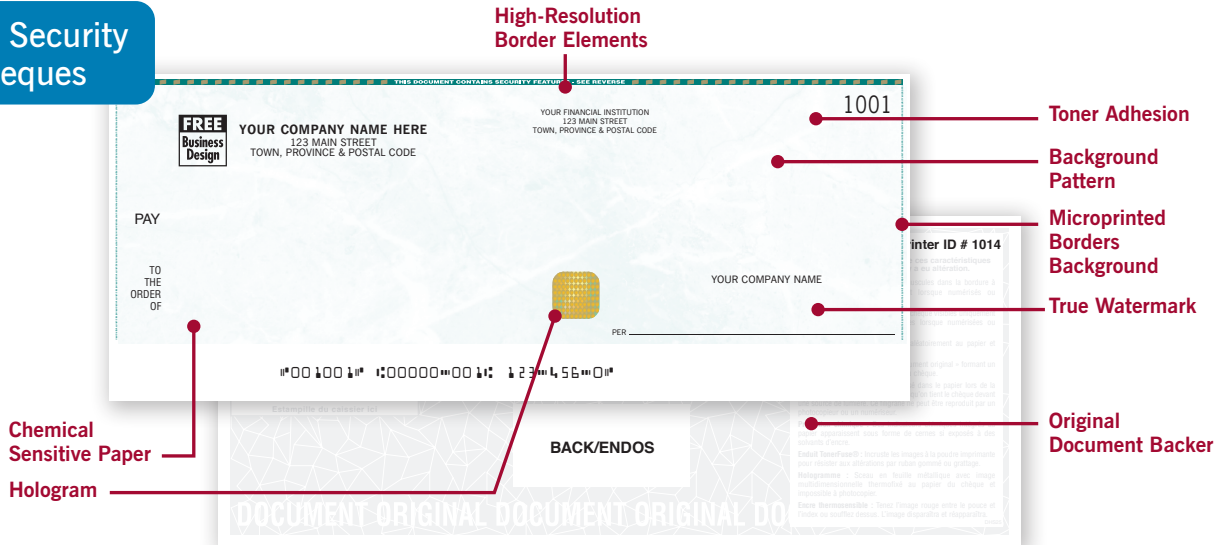 Security
eques
High-Resolution
Border Elements
THIS DOCUMENT CONTAINS SECURITY SEE REVERSE
FREE
Business
Design
YOUR COMPANY NAME HERE
123 MAIN STREET
TOWN, PROVINCE & POSTAL CODE
YOUR FINANCIAL INSTITUTION
123 MAIN STREET
TOWN, PROVINCE & POSTAL CODE
1001
Toner Adhesion
Background
Pattern
Microprinted
Borders
Background
True Watermark
PAY
TO
THE
ORDER
OF
YOUR COMPANY NAME
PER
⑈001001⑈ ⑆00000⑉001⑆ 123⑉456⑉0⑈
inter ID # 1014
Chemical
Sensitive Paper
Hologram
Original
Document Backer
Estampille du caissier ici
BACK/ENDOS
DOCUMENT ORIGINAL DOCUMENT ORIGINAL DO